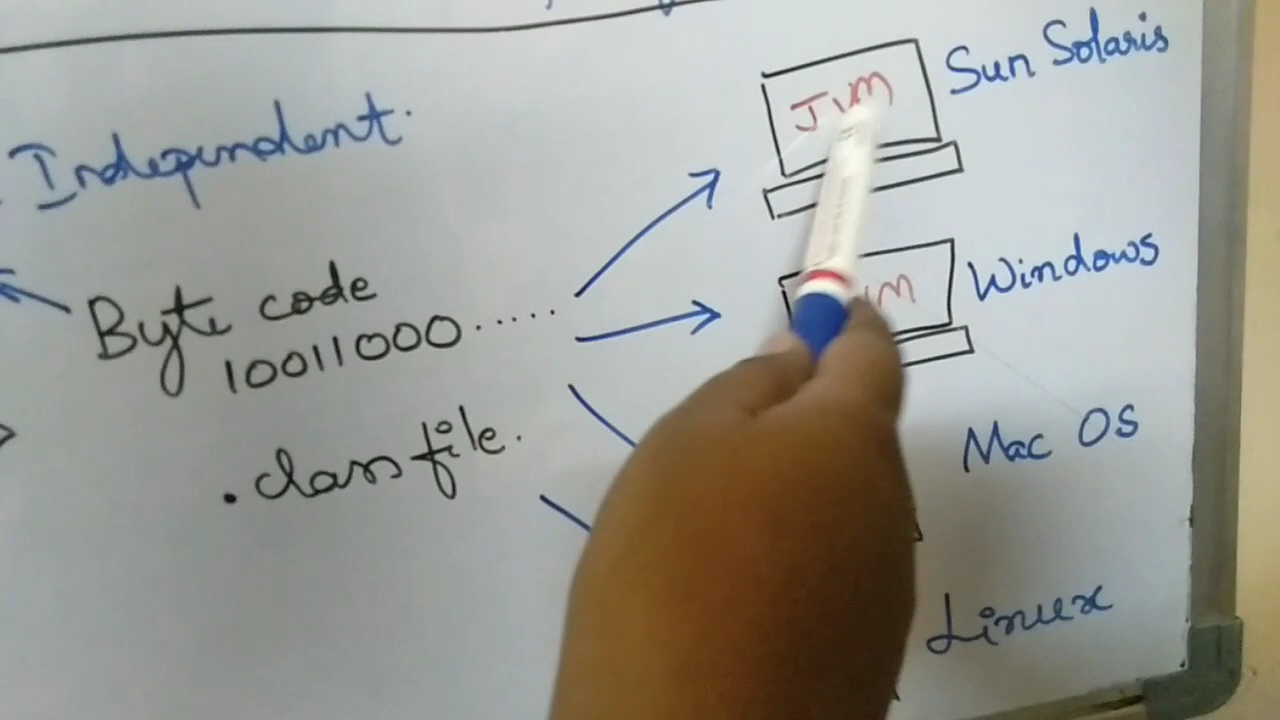 Independent.
Byte code
10011000.....
.class file.
JVM
Sun Solaris
Windows
Mac OS
Linux